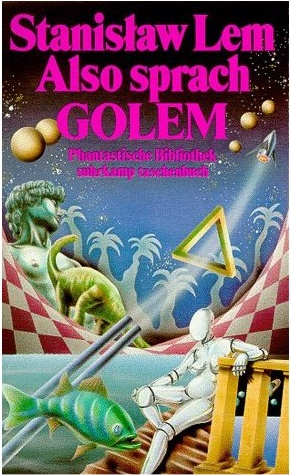 Stanisław Lem
Also sprach
GOLEM
Phantastische Bibliothek
suhrkamp taschenbuch